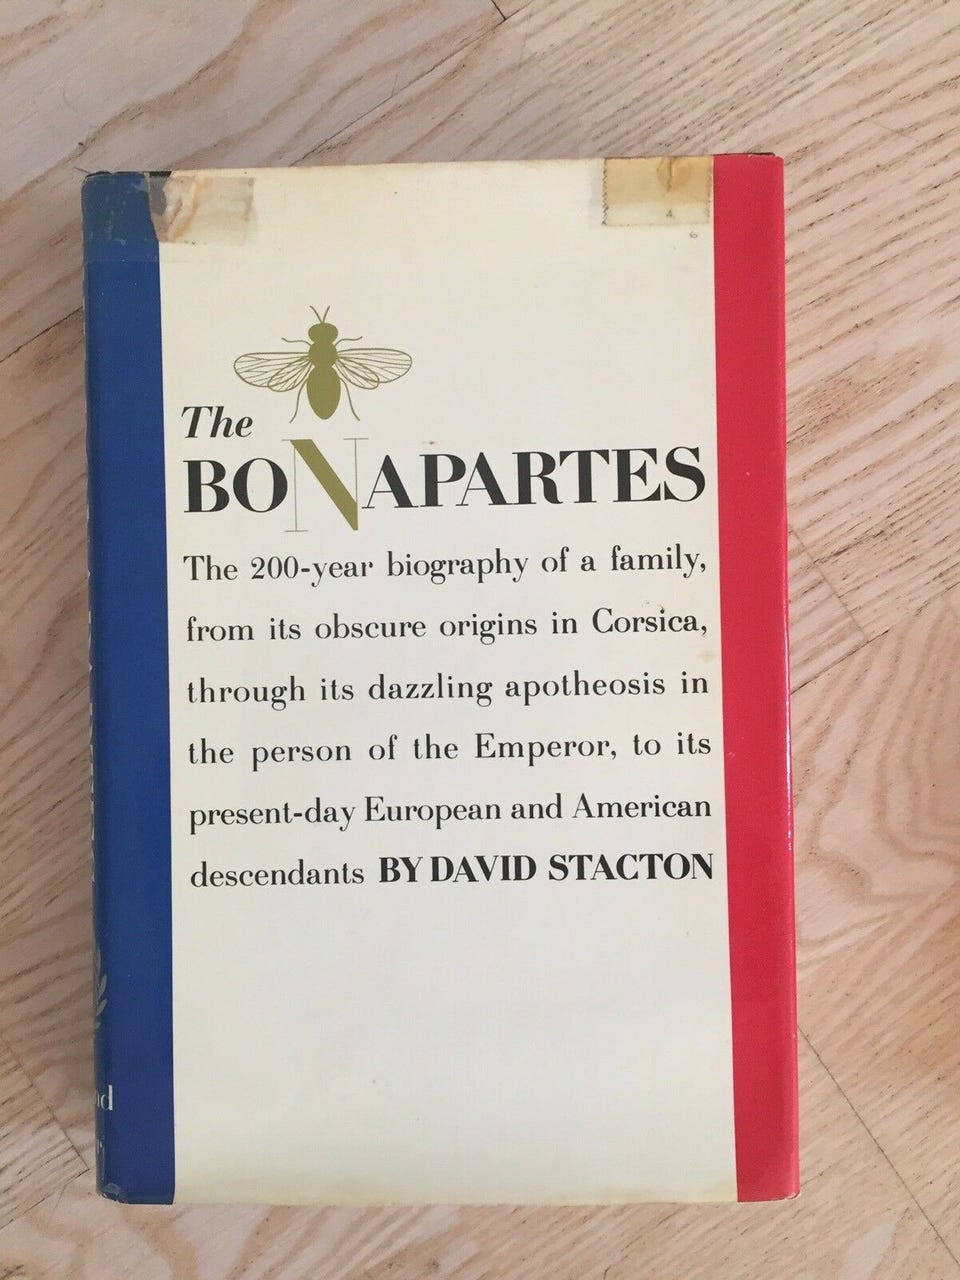 The
BONAPARTES
The 200-year biography of a family,
from its obscure origins in Corsica,
through its dazzling apotheosis in
the person of the Emperor, to its
present-day European and American
descendants BY DAVID STACTON